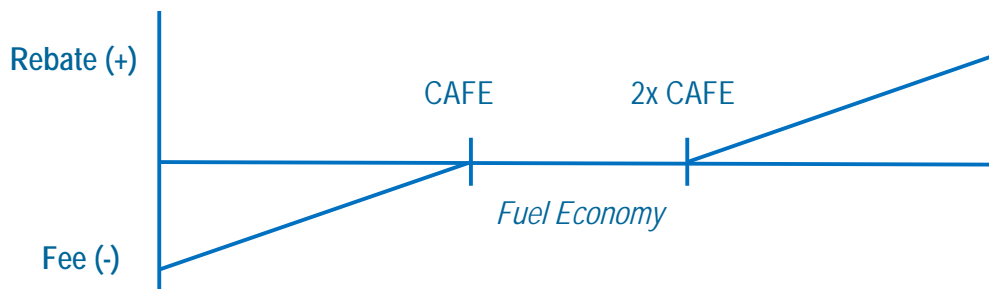 Rebate (+)
CAFE
2x CAFE
Fuel Economy
Fee (-)